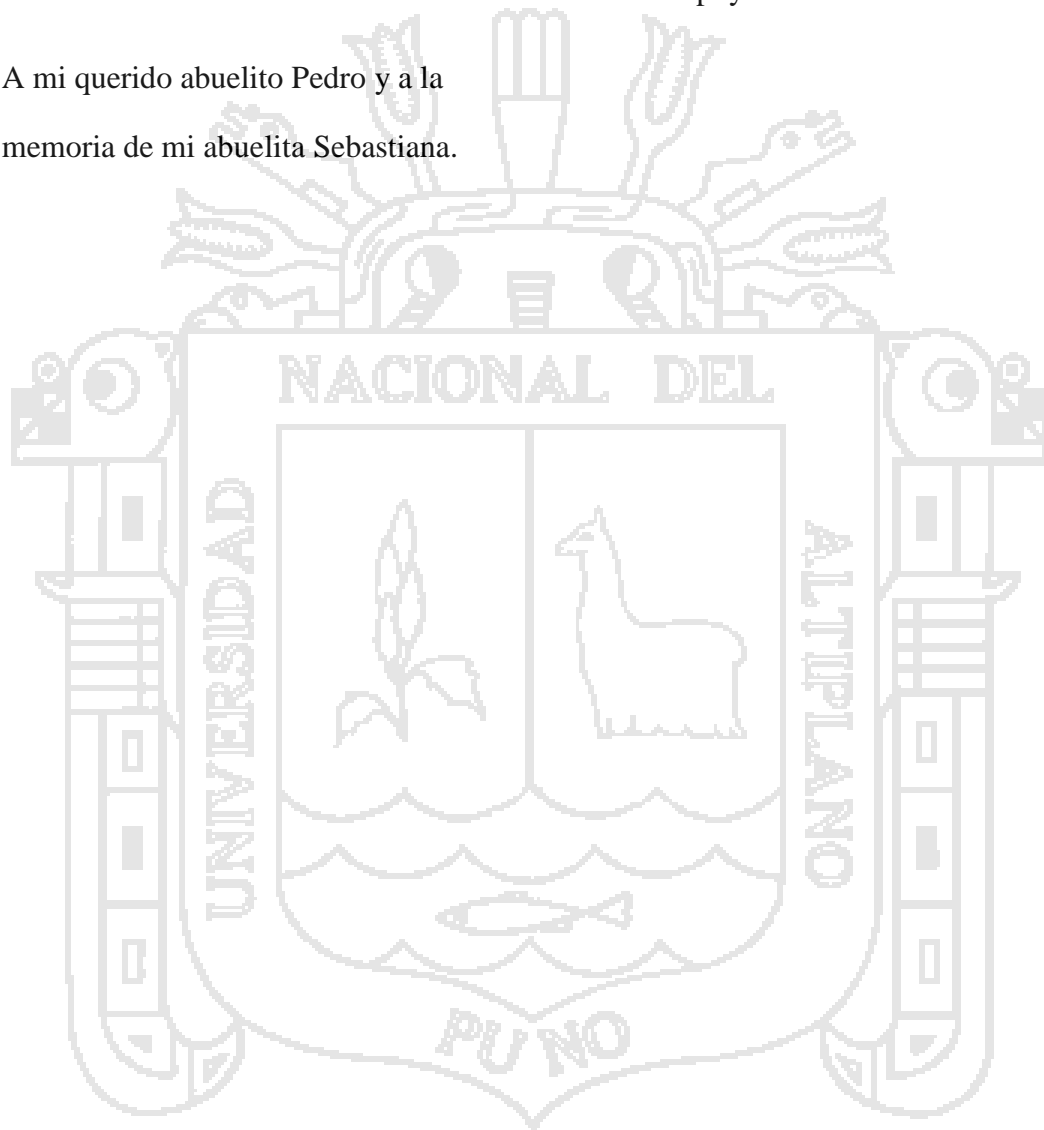 A mi querido abuelito Pedro y a la
memoria de mi abuelita Sebastiana.
NACIONAL DEL
UNIVERSIDAD
ALTIPLANO
PUNO